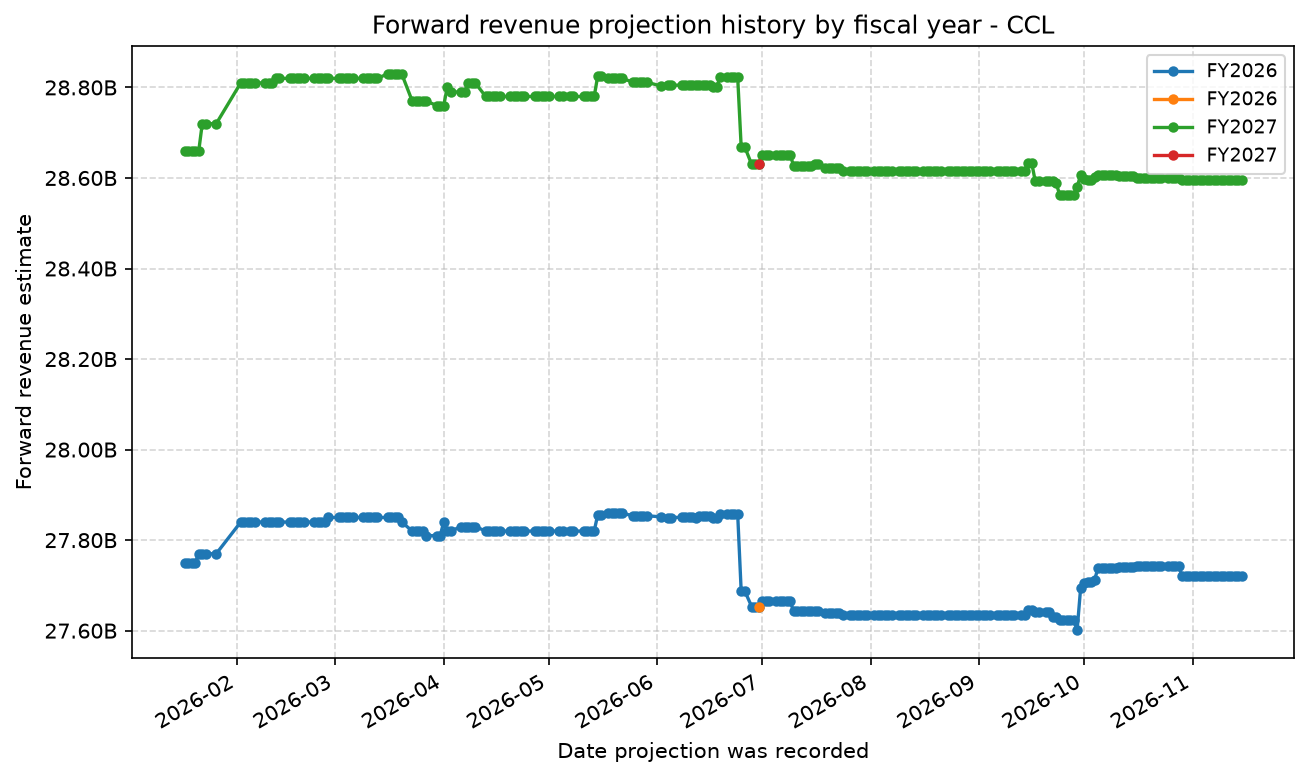 Forward revenue projection history by fiscal year - CCL
FY2026
FY2026
FY2027
FY2027
Forward revenue estimate
28.80B
28.60B
28.40B
28.20B
28.00B
27.80B
27.60B
2026-02
2026-03
2026-04
2026-05
2026-06
2026-07
2026-08
2026-09
2026-10
2026-11
Date projection was recorded